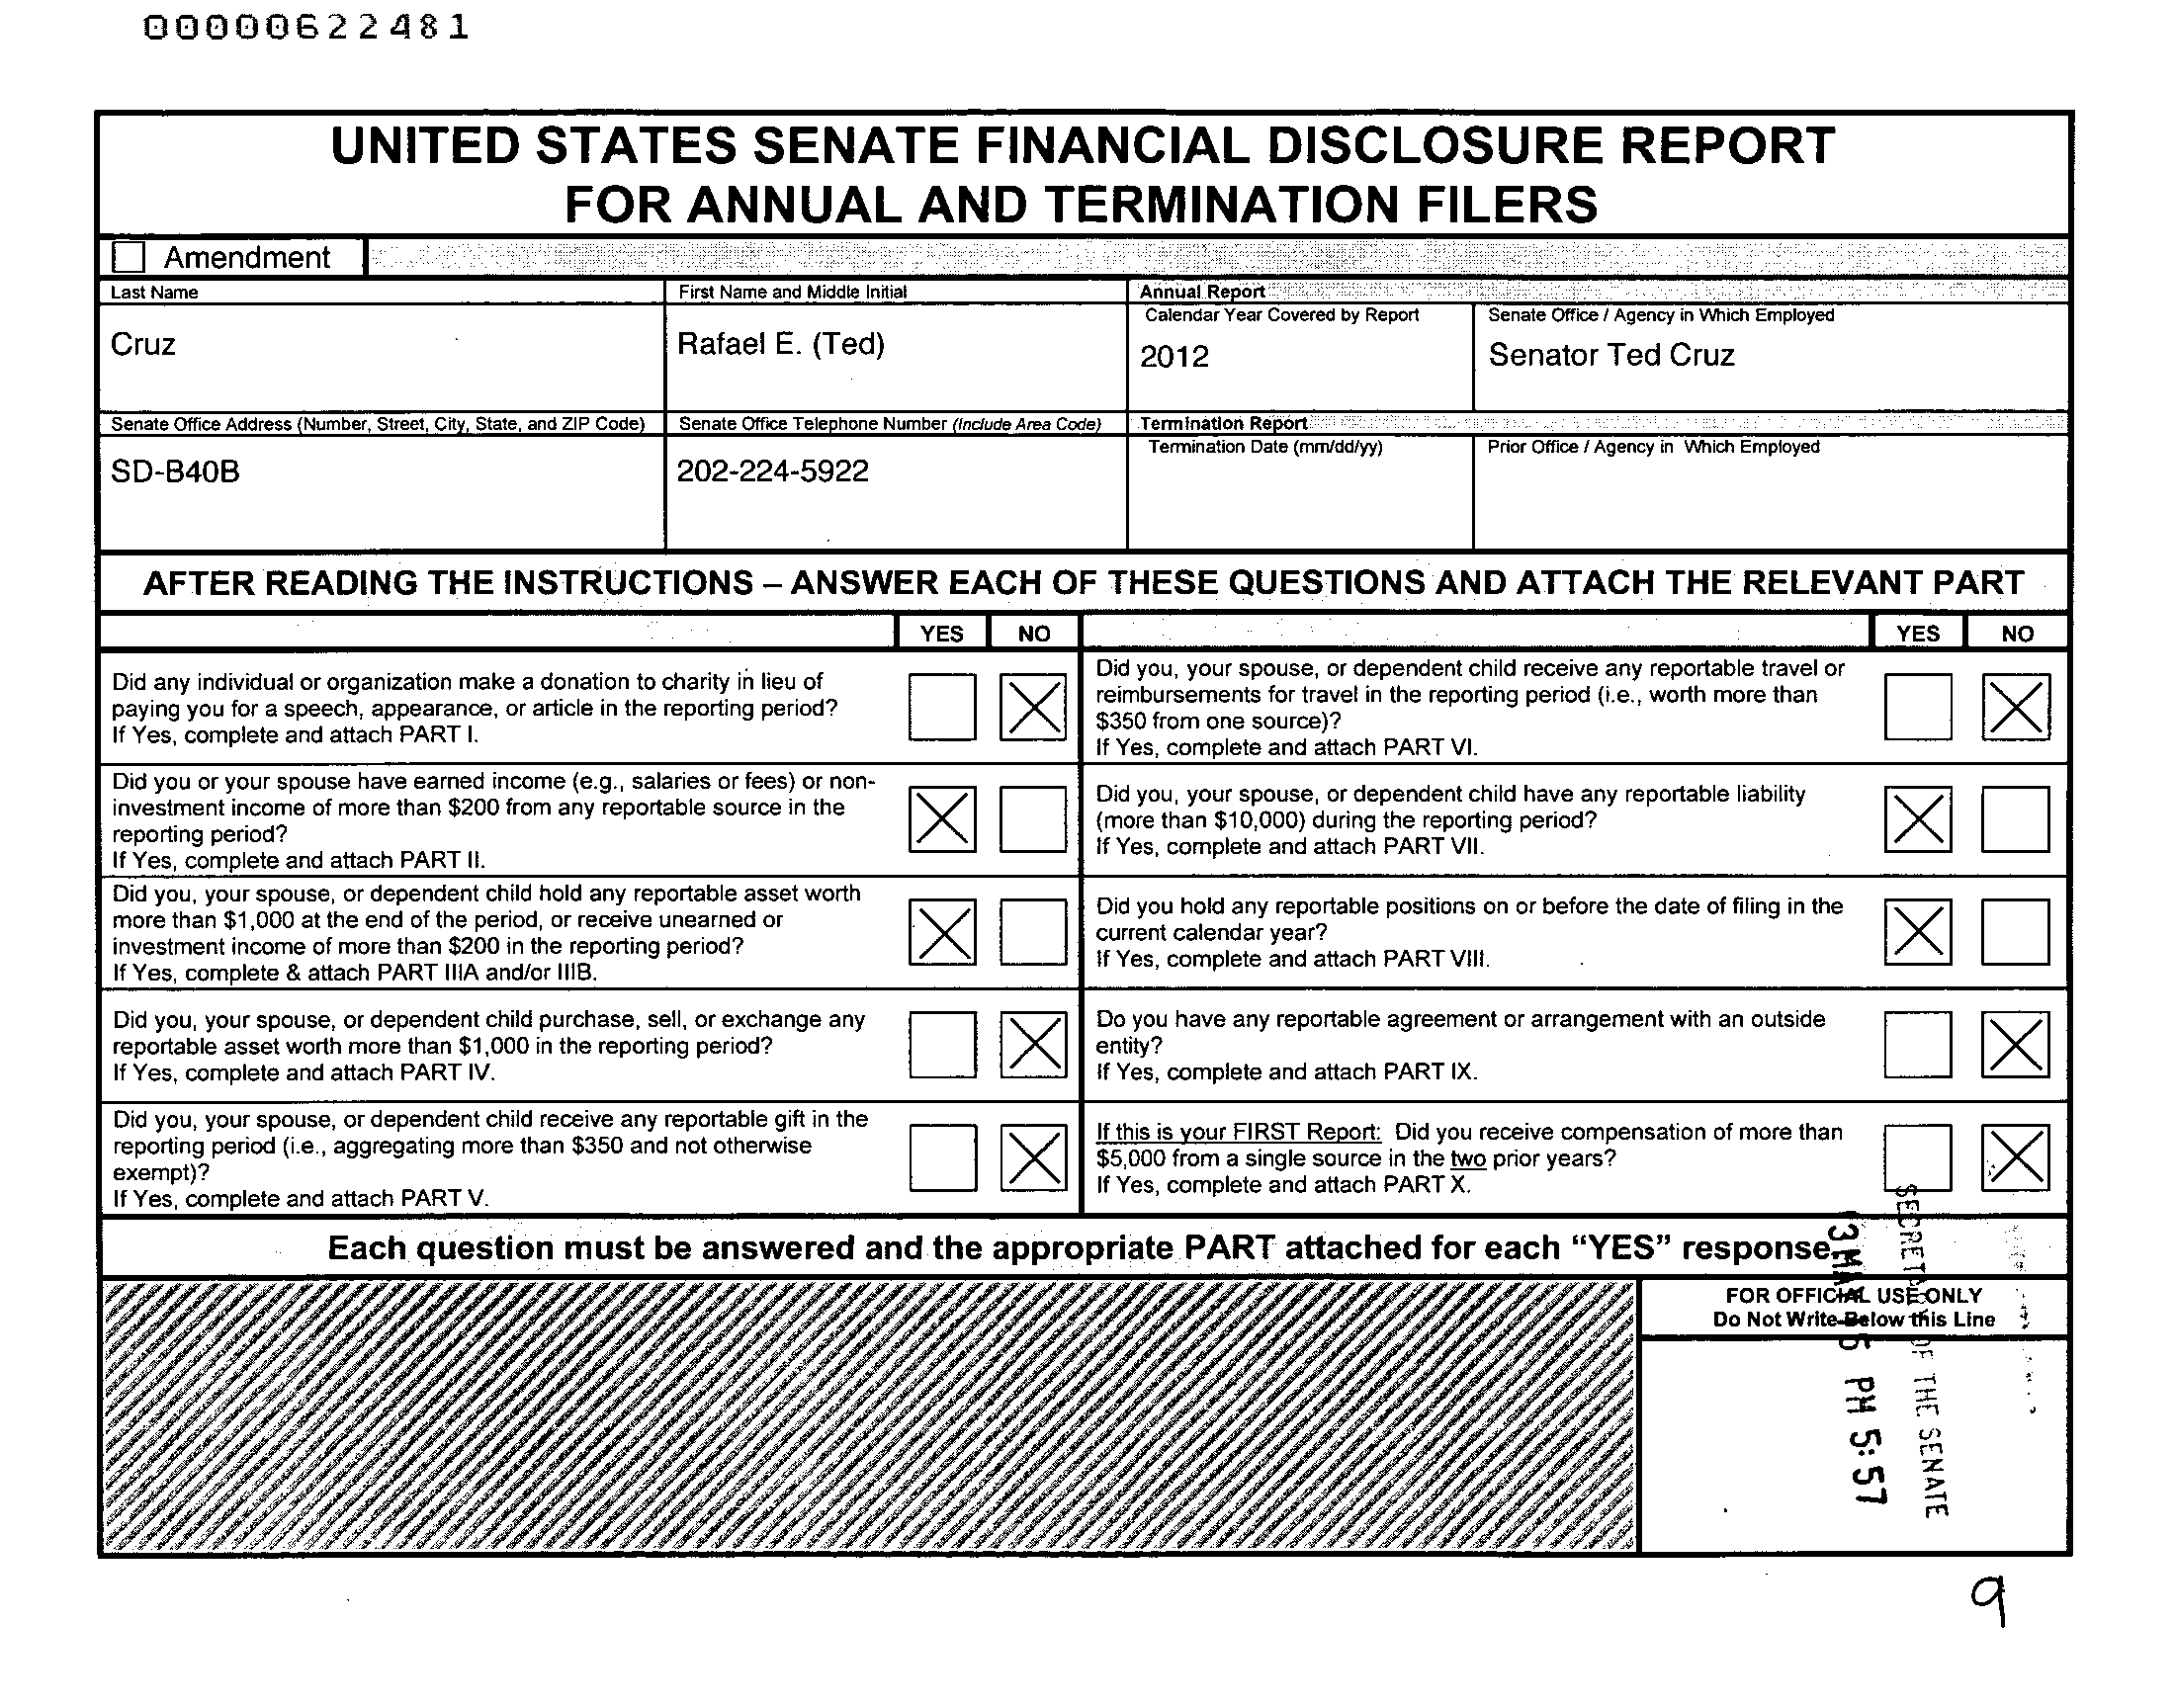 00000622481
UNITED STATES SENATE FINANCIAL DISCLOSURE REPORT
FOR ANNUAL AND TERMINATION FILERS
Amendment
Last Name
First Name and Middle Initial
Annual Report
Calendar Year Covered by Report
Senate Office / Agency in Which Employed
Cruz
Rafael E. (Ted)
2012
Senator Ted Cruz
Senate Office Address (Number, Street, City, State, and ZIP Code)
Senate Office Telephone Number (Include Area Code)
Termination Report
Termination Date (mm/dd/yy)
Prior Office / Agency in Which Employed
SD-B40B
202-224-5922
AFTER READING THE INSTRUCTIONS – ANSWER EACH OF THESE QUESTIONS AND ATTACH THE RELEVANT PART
YES NO
YES NO
Did any individual or organization make a donation to charity in lieu of
paying you for a speech, appearance, or article in the reporting period?
If Yes, complete and attach PART I.
Did you, your spouse, or dependent child receive any reportable travel or
reimbursements for travel in the reporting period (i.e., worth more than
$350 from one source)?
If Yes, complete and attach PART VI.
Did you or your spouse have earned income (e.g., salaries or fees) or non-
investment income of more than $200 from any reportable source in the
reporting period?
If Yes, complete and attach PART II.
Did you, your spouse, or dependent child have any reportable liability
(more than $10,000) during the reporting period?
If Yes, complete and attach PART VII.
Did you, your spouse, or dependent child hold any reportable asset worth
more than $1,000 at the end of the period, or receive unearned or
investment income of more than $200 in the reporting period?
If Yes, complete & attach PART IIIA and/or IIIB.
Did you hold any reportable positions on or before the date of filing in the
current calendar year?
If Yes, complete and attach PART VIII.
Did you, your spouse, or dependent child purchase, sell, or exchange any
reportable asset worth more than $1,000 in the reporting period?
If Yes, complete and attach PART IV.
Do you have any reportable agreement or arrangement with an outside
entity?
If Yes, complete and attach PART IX.
Did you, your spouse, or dependent child receive any reportable gift in the
reporting period (i.e., aggregating more than $350 and not otherwise
exempt)?
If Yes, complete and attach PART V.
If this is your FIRST Report: Did you receive compensation of more than
$5,000 from a single source in the two prior years?
If Yes, complete and attach PART X.
Each question must be answered and the appropriate PART attached for each “YES” response.
FOR OFFICIAL USE ONLY
Do Not Write Below this Line
OF THE SENATE
PM 5:57
9